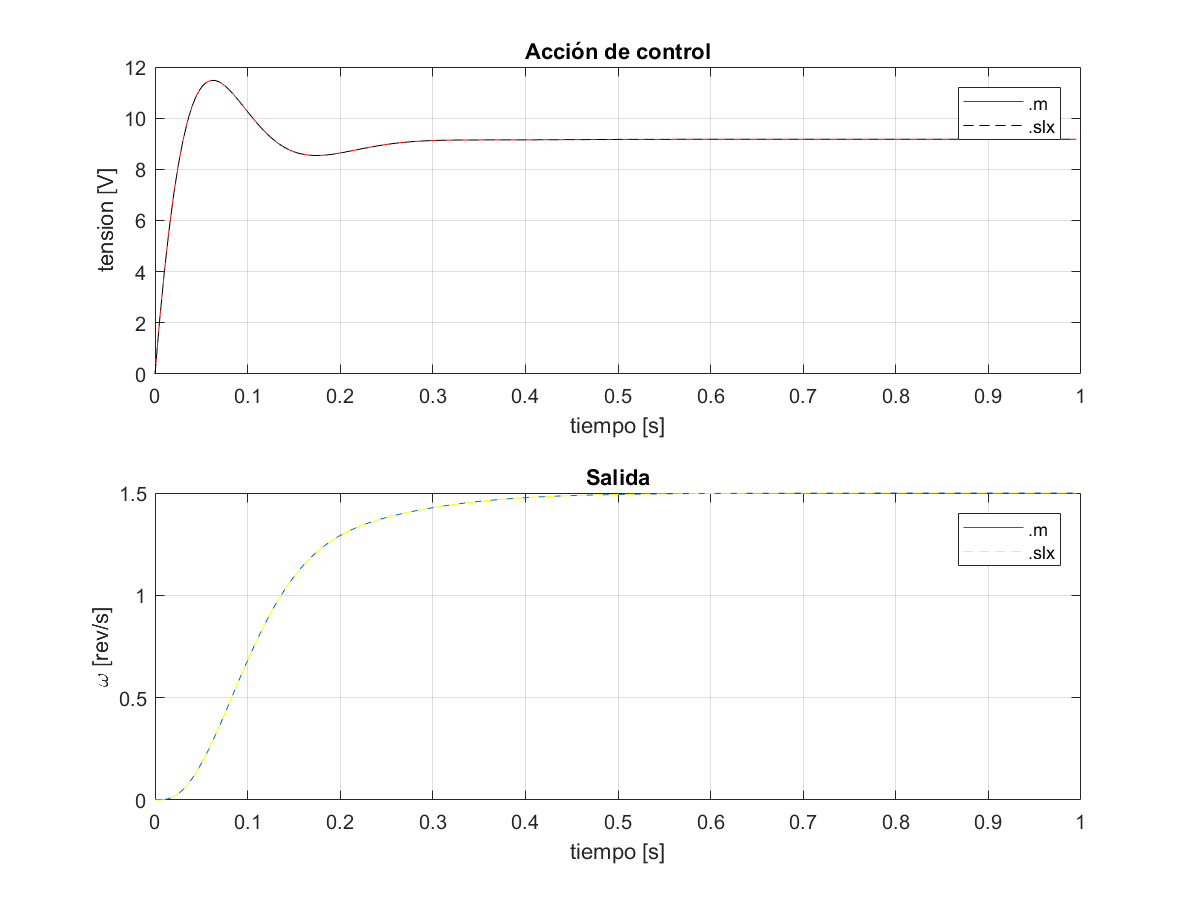 Acción de control
12
10
8
6
4
2
0
tension [V]
.m
.slx
0 0.1 0.2 0.3 0.4 0.5 0.6 0.7 0.8 0.9 1
tiempo [s]
Salida
1.5
1
0.5
0
ω [rev/s]
.m
.slx
0 0.1 0.2 0.3 0.4 0.5 0.6 0.7 0.8 0.9 1
tiempo [s]